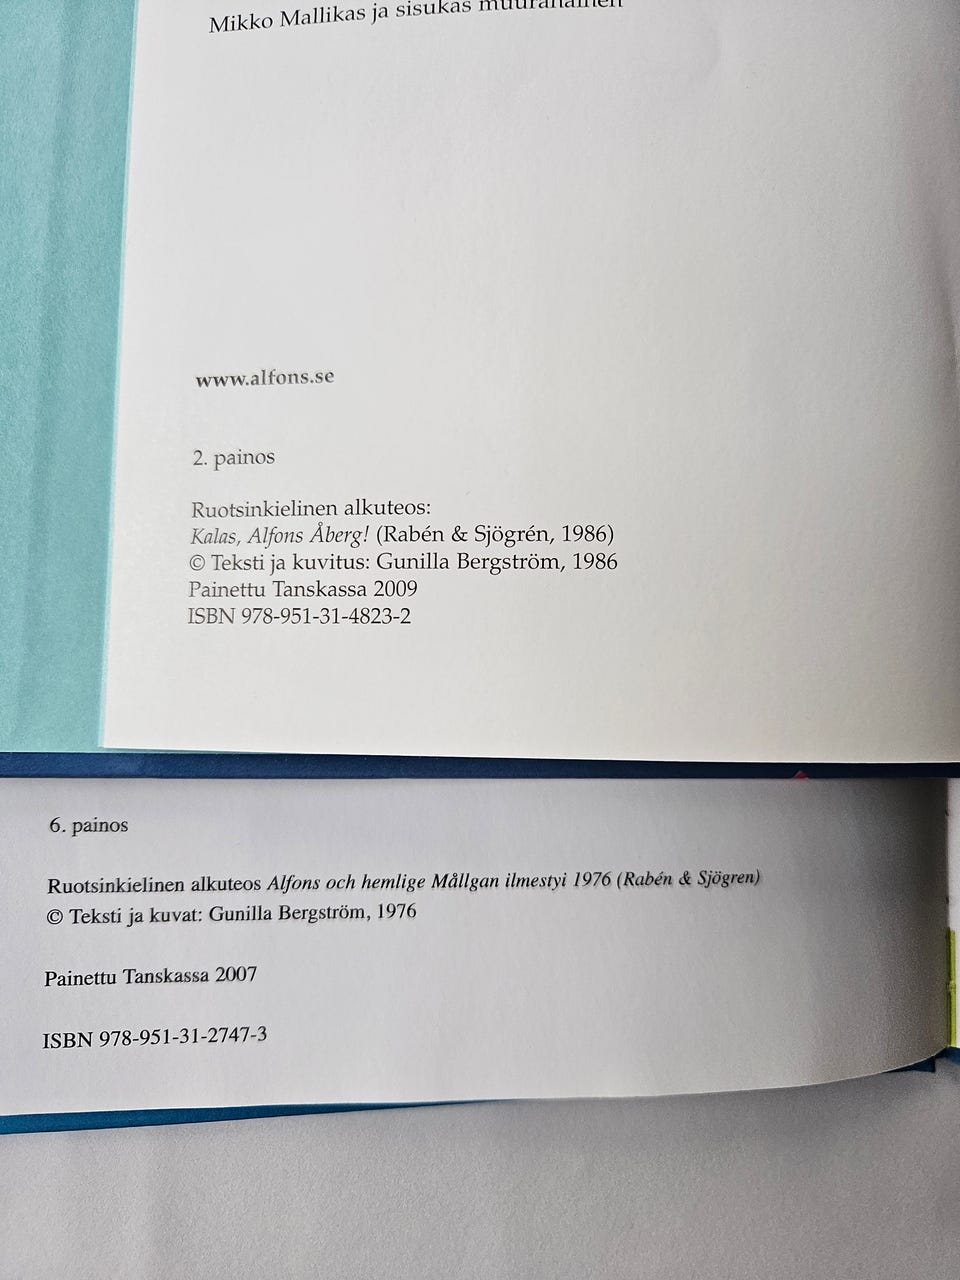 Mikko Mallikas ja sisukas muurahainen
www.alfons.se
2. painos
Ruotsinkielinen alkuteos:
Kalas, Alfons Åberg! (Rabén & Sjögrén, 1986)
© Teksti ja kuvitus: Gunilla Bergström, 1986
Painettu Tanskassa 2009
ISBN 978-951-31-4823-2
6. painos
Ruotsinkielinen alkuteos Alfons och hemlige Mållgan ilmestyi 1976 (Rabén & Sjögren)
© Teksti ja kuvat: Gunilla Bergström, 1976
Painettu Tanskassa 2007
ISBN 978-951-31-2747-3